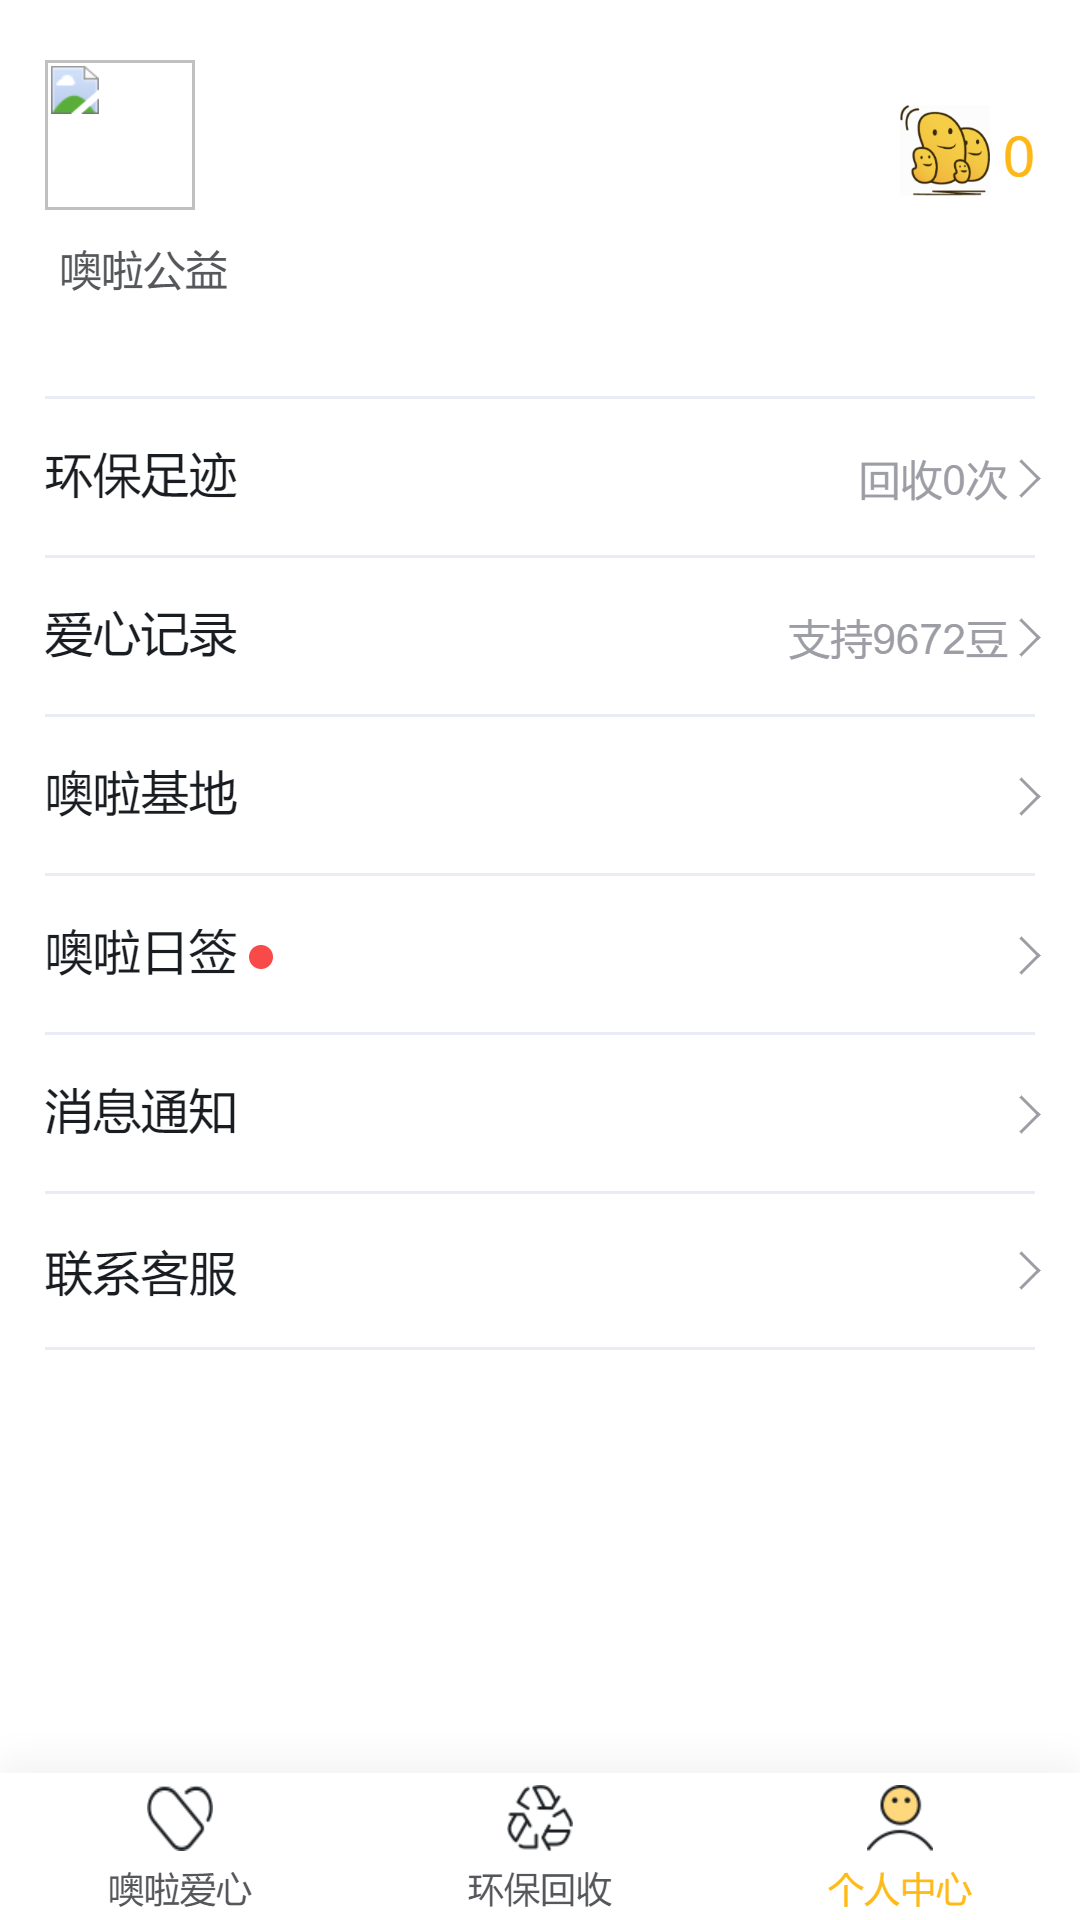 0
噢啦公益
环保足迹
回收0次
爱心记录
支持9672豆
噢啦基地
噢啦日签
消息通知
联系客服
噢啦爱心
环保回收
个人中心